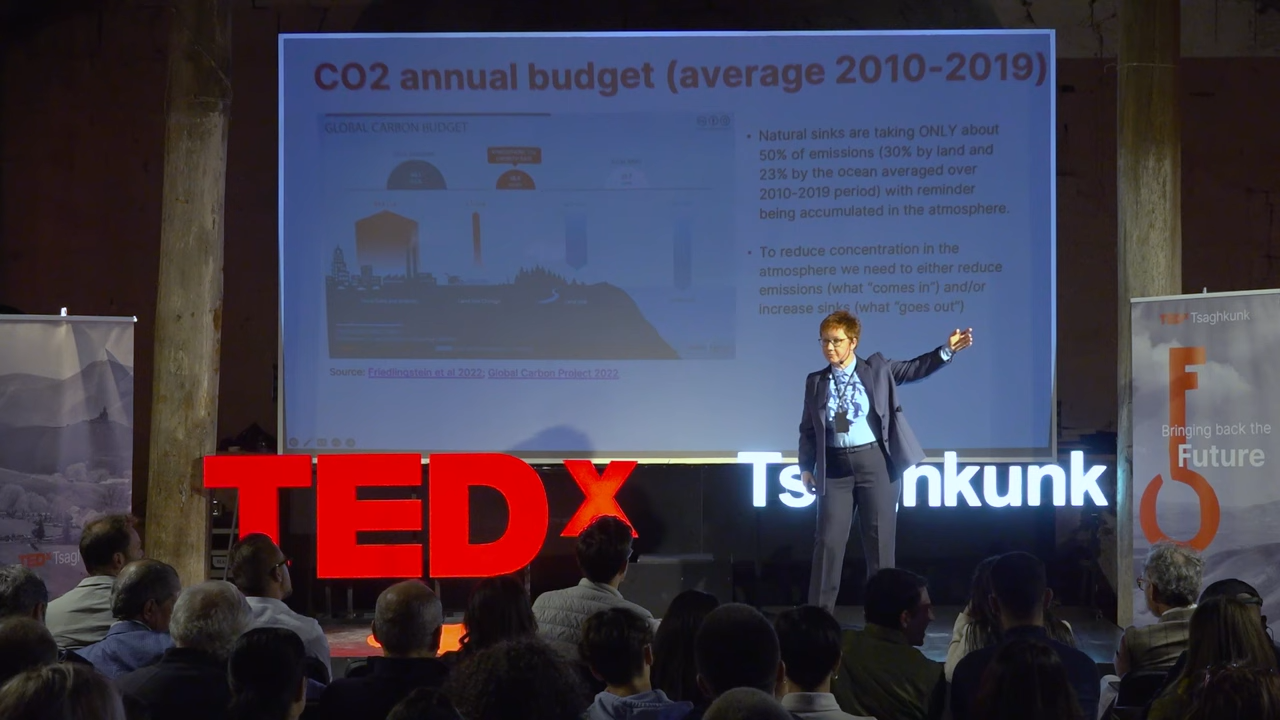 CO2 annual budget (average 2010-2019)
GLOBAL CARBON BUDGET
• Natural sinks are taking ONLY about
50% of emissions (30% by land and
23% by the ocean averaged over
2010-2019 period) with reminder
being accumulated in the atmosphere.
• To reduce concentration in the
atmosphere we need to either reduce
emissions (what "comes in") and/or
increase sinks (what "goes out")
Source: Friedlingstein et al 2022; Global Carbon Project 2022
TEDx
Ts ghkunk
TEDx Tsag
TEDx Tsaghkunk
Bringing back the
Future